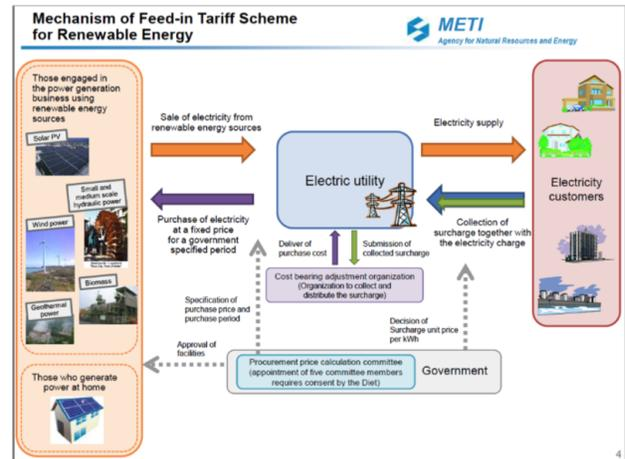 Mechanism of Feed-in Tariff Scheme
for Renewable Energy
METI
Agency for Natural Resources and Energy
Those engaged in
the power generation
business using
renewable energy
sources
Solar PV
Small and
medium scale
hydraulic power
Wind power
Biomass
Geothermal
power
Those who generate
power at home
Sale of electricity from
renewable energy sources
Purchase of electricity
at a fixed price
for a government
specified period
Electric utility
Electricity supply
Collection of
surcharge together with
the electricity charge
Electricity
customers
Deliver of
purchase cost
Submission of
collected surcharge
Cost bearing adjustment organization
(Organization to collect and
distribute the surcharge)
Specification of
purchase price and
purchase period
Approval of
facilities
Decision of
Surcharge unit price
per kWh
Procurement price calculation committee
(appointment of five committee members
requires consent by the Diet)
Government
4